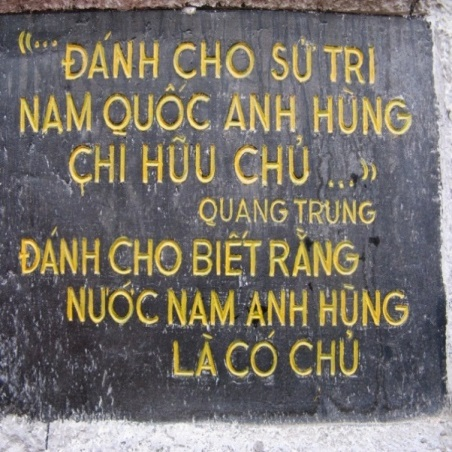 “... ĐÁNH CHO SỬ TRI
NAM QUỐC ANH HÙNG
CHI HỮU CHỦ ...”
QUANG TRUNG
ĐÁNH CHO BIẾT RẰNG
NƯỚC NAM ANH HÙNG
LÀ CÓ CHỦ